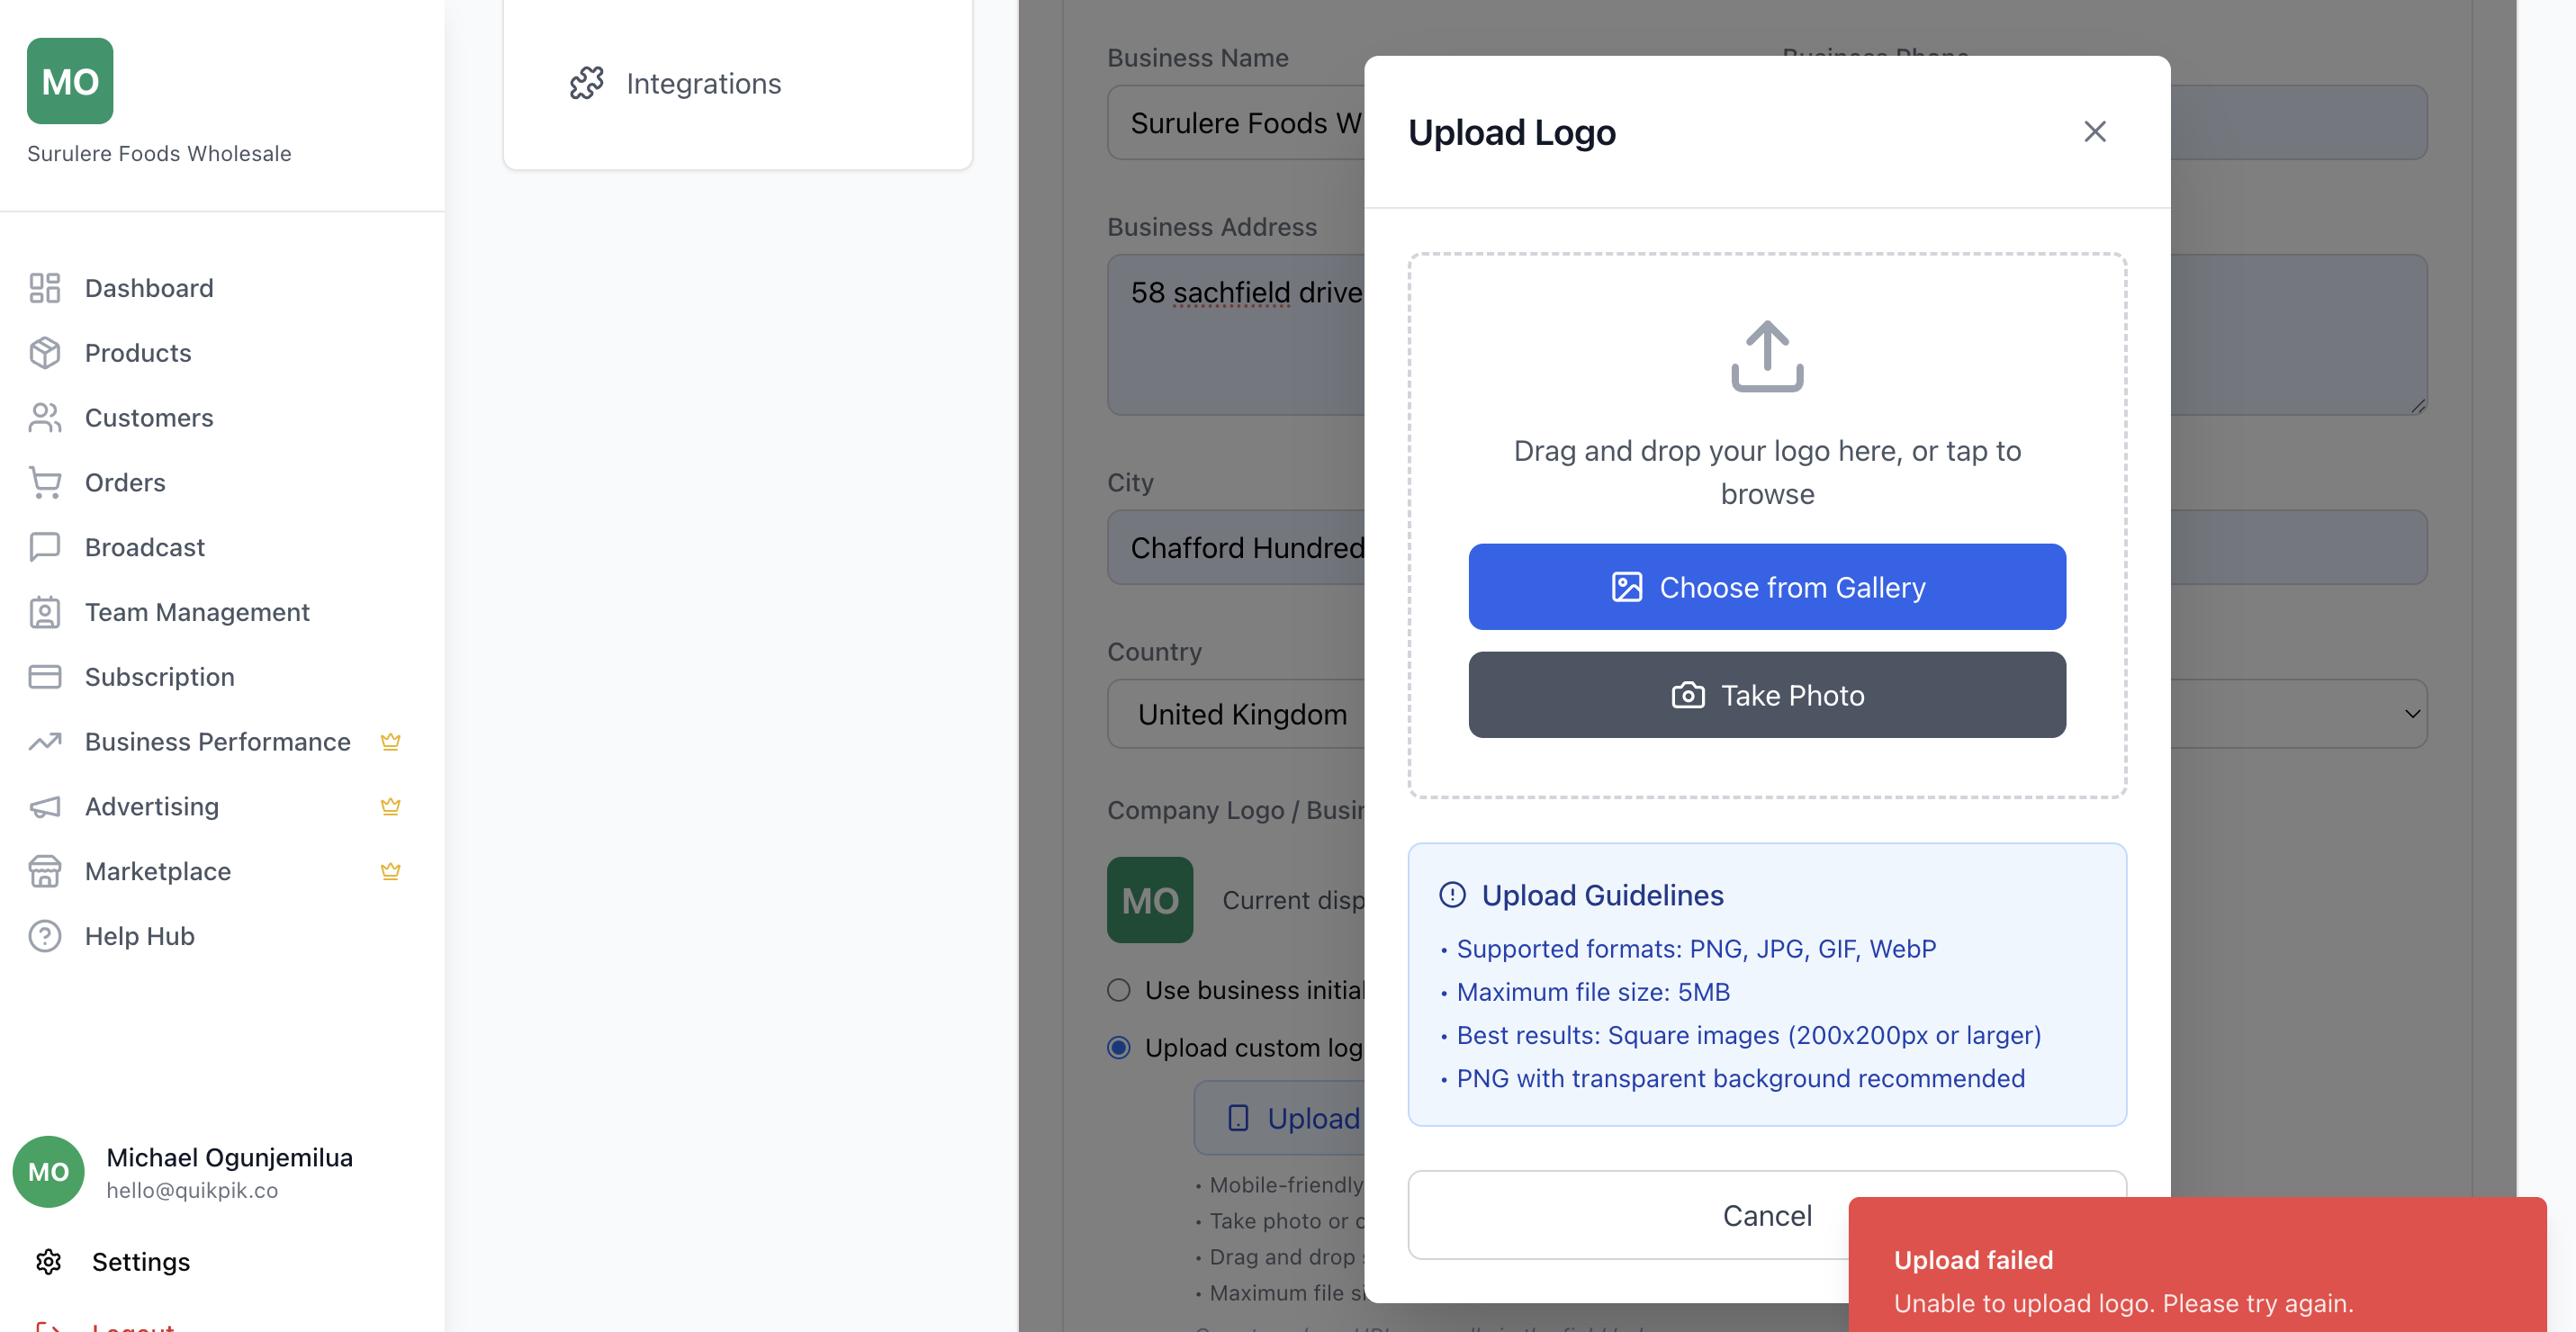 MO
Surulere Foods Wholesale
Dashboard
Products
Customers
Orders
Broadcast
Team Management
Subscription
Business Performance
Advertising
Marketplace
Help Hub
MO
Michael Ogunjemilua
hello@quikpik.co
Settings
Logout
Integrations
Business Name
Business Phone
Surulere Foods W
Business Address
58 sachfield drive
City
Chafford Hundred
Country
United Kingdom
Company Logo / Busin
MO
Current disp
Use business initial
Upload custom log
Upload
• Mobile-friendly
• Take photo or c
• Drag and drop s
• Maximum file si
Upload Logo
Drag and drop your logo here, or tap to
browse
Choose from Gallery
Take Photo
Upload Guidelines
• Supported formats: PNG, JPG, GIF, WebP
• Maximum file size: 5MB
• Best results: Square images (200x200px or larger)
• PNG with transparent background recommended
Cancel
Upload failed
Unable to upload logo. Please try again.